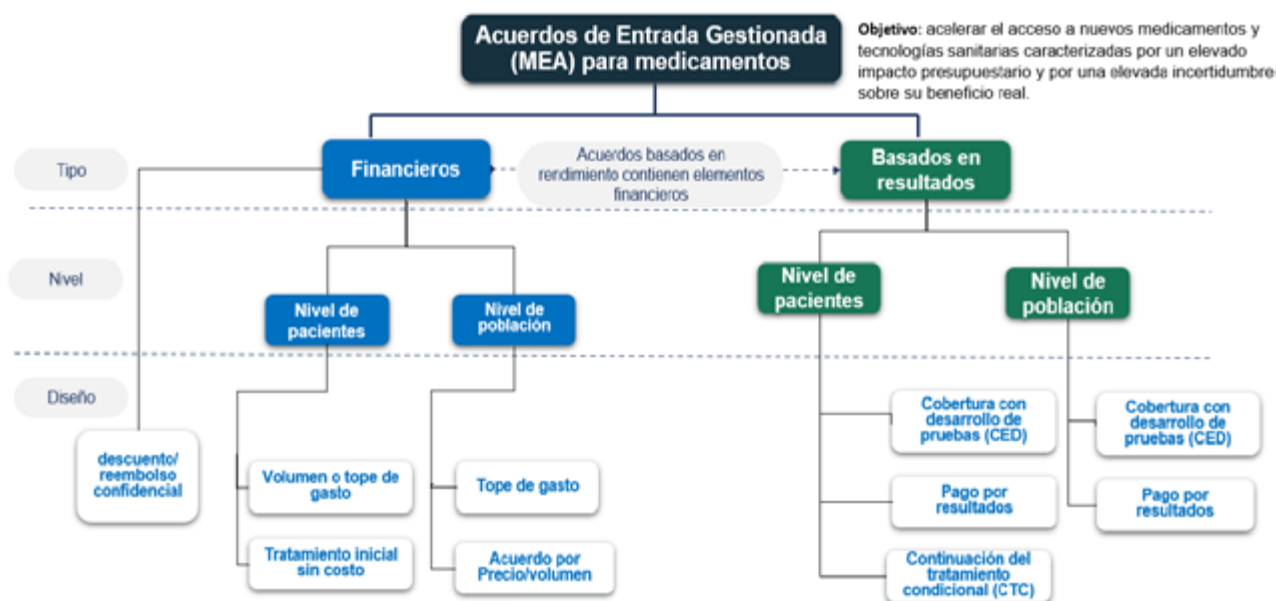 Acuerdos de Entrada Gestionada
(MEA) para medicamentos
Objetivo: acelerar el acceso a nuevos medicamentos y
tecnologías sanitarias caracterizadas por un elevado
impacto presupuestario y por una elevada incertidumbre
sobre su beneficio real.
Tipo
Financieros
Acuerdos basados en
rendimiento contienen elementos
financieros
Basados en
resultados
Nivel
Nivel de
pacientes
Nivel de
población
Nivel de
pacientes
Nivel de
población
Diseño
descuento/
reembolso
confidencial
Volumen o tope de
gasto
Tratamiento inicial
sin costo
Tope de gasto
Acuerdo por
Precio/volumen
Cobertura con
desarrollo de
pruebas (CED)
Pago por
resultados
Continuación del
tratamiento
condicional (CTC)
Cobertura con
desarrollo de
pruebas (CED)
Pago por
resultados